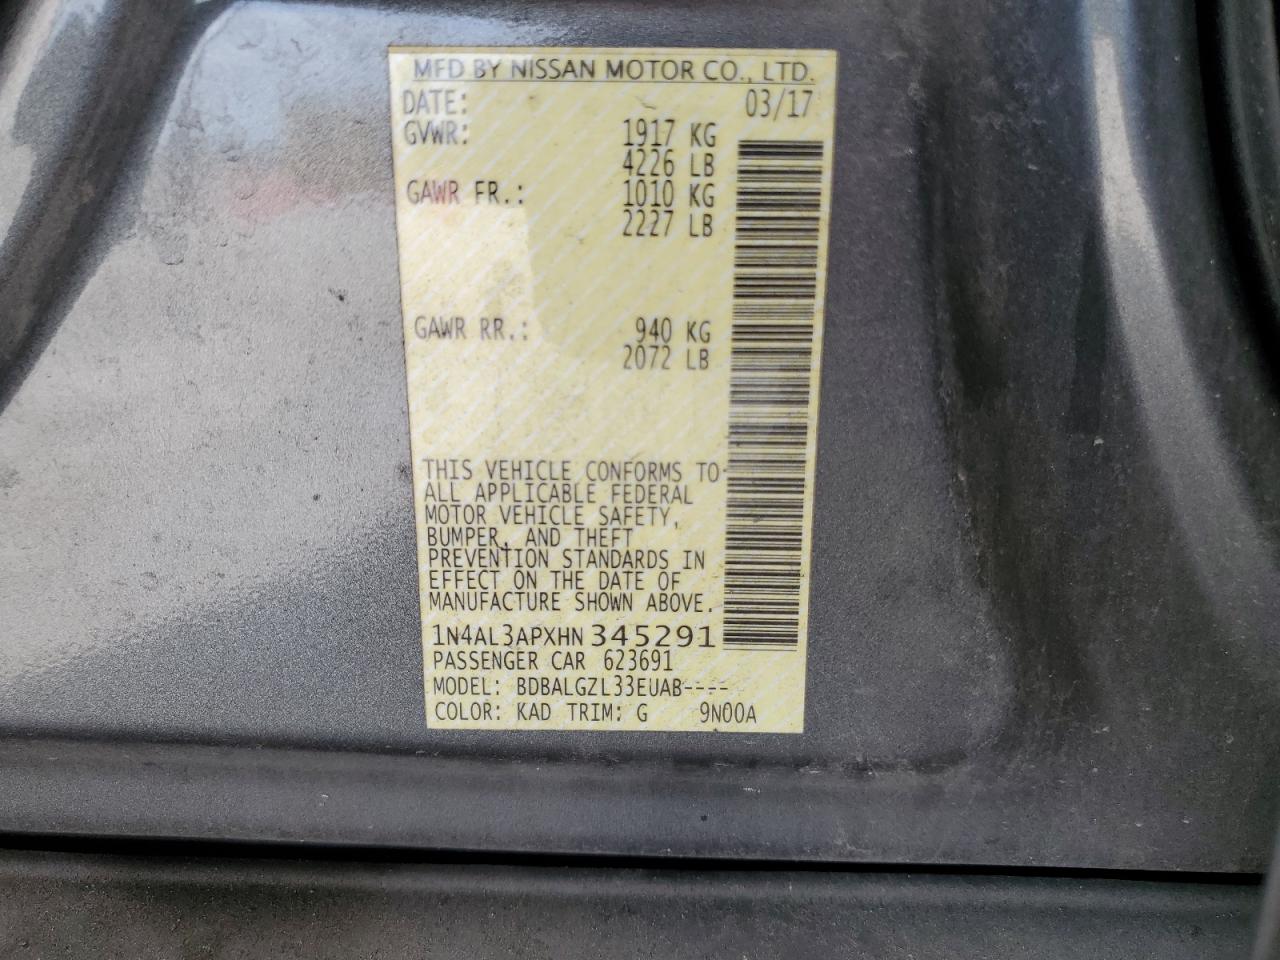 MFD BY NISSAN MOTOR CO., LTD.
DATE: 03/17
GVWR: 1917 KG
4226 LB
GAWR FR.: 1010 KG
2227 LB
GAWR RR.: 940 KG
2072 LB
THIS VEHICLE CONFORMS TO
ALL APPLICABLE FEDERAL
MOTOR VEHICLE SAFETY,
BUMPER, AND THEFT
PREVENTION STANDARDS IN
EFFECT ON THE DATE OF
MANUFACTURE SHOWN ABOVE.
1N4AL3APXHN345291
PASSENGER CAR 623691
MODEL: BDBALGZL33EUAB----
COLOR: KAD TRIM: G 9N00A